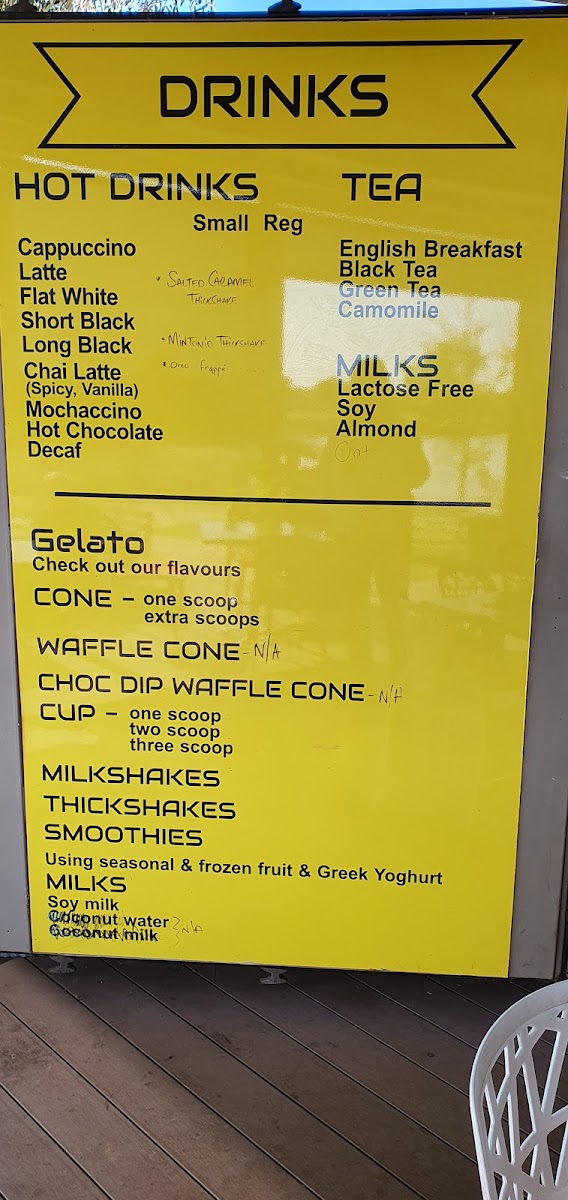 DRINKS
HOT DRINKS
Small Reg
Cappuccino
Latte
Flat White
Short Black
Long Black
Chai Latte
(Spicy, Vanilla)
Mochaccino
Hot Chocolate
Decaf
• SALTED CARAMEL
THICKSHAKE
• Oreo frappé
TEA
English Breakfast
Black Tea
Green Tea
Camomile
MILKS
Lactose Free
Soy
Almond
Oat
Gelato
Check out our flavours
CONE – one scoop
extra scoops
WAFFLE CONE - N/A
CHOC DIP WAFFLE CONE - N/A
CUP – one scoop
two scoop
three scoop
MILKSHAKES
THICKSHAKES
SMOOTHIES
Using seasonal & frozen fruit & Greek Yoghurt
MILKS
Soy milk
Coconut water } N/A
Coconut milk